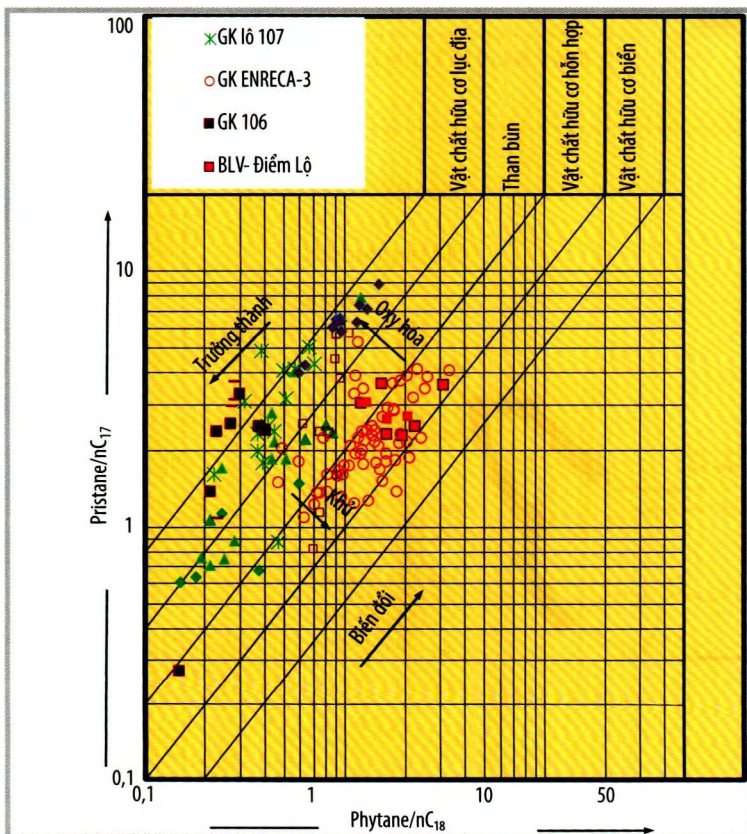 100
GK lô 107
GK ENRECA-3
GK 106
BLV- Điểm Lộ
Vật chất hữu cơ lục địa
Than bùn
Vật chất hữu cơ hỗn hợp
Vật chất hữu cơ biển
10
Trưởng thành
Oxy hoa
Pristane/nC17
1
Khử
Biến đổi
0,1
0,1
1
10
50
Phytane/nC18